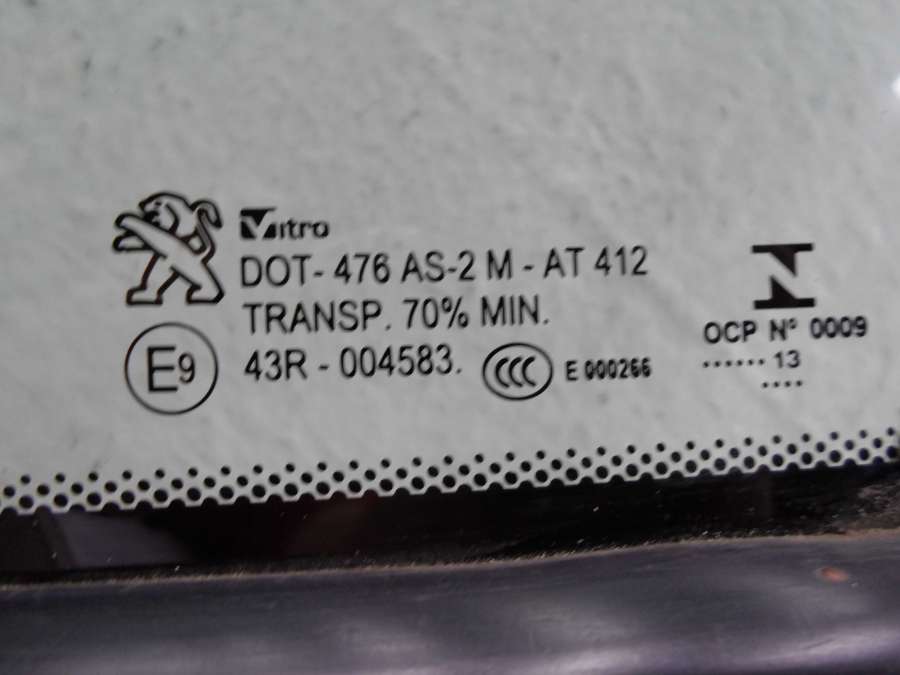 Vitro
DOT- 476 AS-2 M - AT 412
TRANSP. 70% MIN.
E9
43R - 004583.
CCC
E 000266
N
OCP Nº 0009
...... 13
....